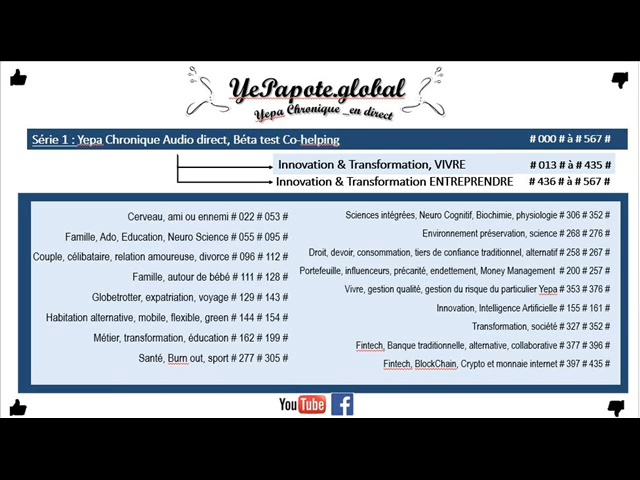 YePapote.global
Yepa Chronique _en direct
Série 1 : Yepa Chronique Audio direct, Béta test Co-helping # 000 # à # 567 #
Innovation & Transformation, VIVRE # 013 # à # 435 #
Innovation & Transformation ENTREPRENDRE # 436 # à # 567 #
Cerveau, ami ou ennemi # 022 # 053 #
Famille, Ado, Education, Neuro Science # 055 # 095 #
Couple, célibataire, relation amoureuse, divorce # 096 # 112 #
Famille, autour de bébé # 111 # 128 #
Globetrotter, expatriation, voyage # 129 # 143 #
Habitation alternative, mobile, flexible, green # 144 # 154 #
Métier, transformation, éducation # 162 # 199 #
Santé, Burn out, sport # 277 # 305 #
Sciences intégrées, Neuro Cognitif, Biochimie, physiologie # 306 # 352 #
Environnement préservation, science # 268 # 276 #
Droit, devoir, consommation, tiers de confiance traditionnel, alternatif # 258 # 267 #
Portefeuille, influenceurs, précarité, endettement, Money Management # 200 # 257 #
Vivre, gestion qualité, gestion du risque du particulier Yepa # 353 # 376 #
Innovation, Intelligence Artificielle # 155 # 161 #
Transformation, société # 327 # 352 #
Fintech, Banque traditionnelle, alternative, collaborative # 377 # 396 #
Fintech, BlockChain, Crypto et monnaie internet # 397 # 435 #
YouTube f